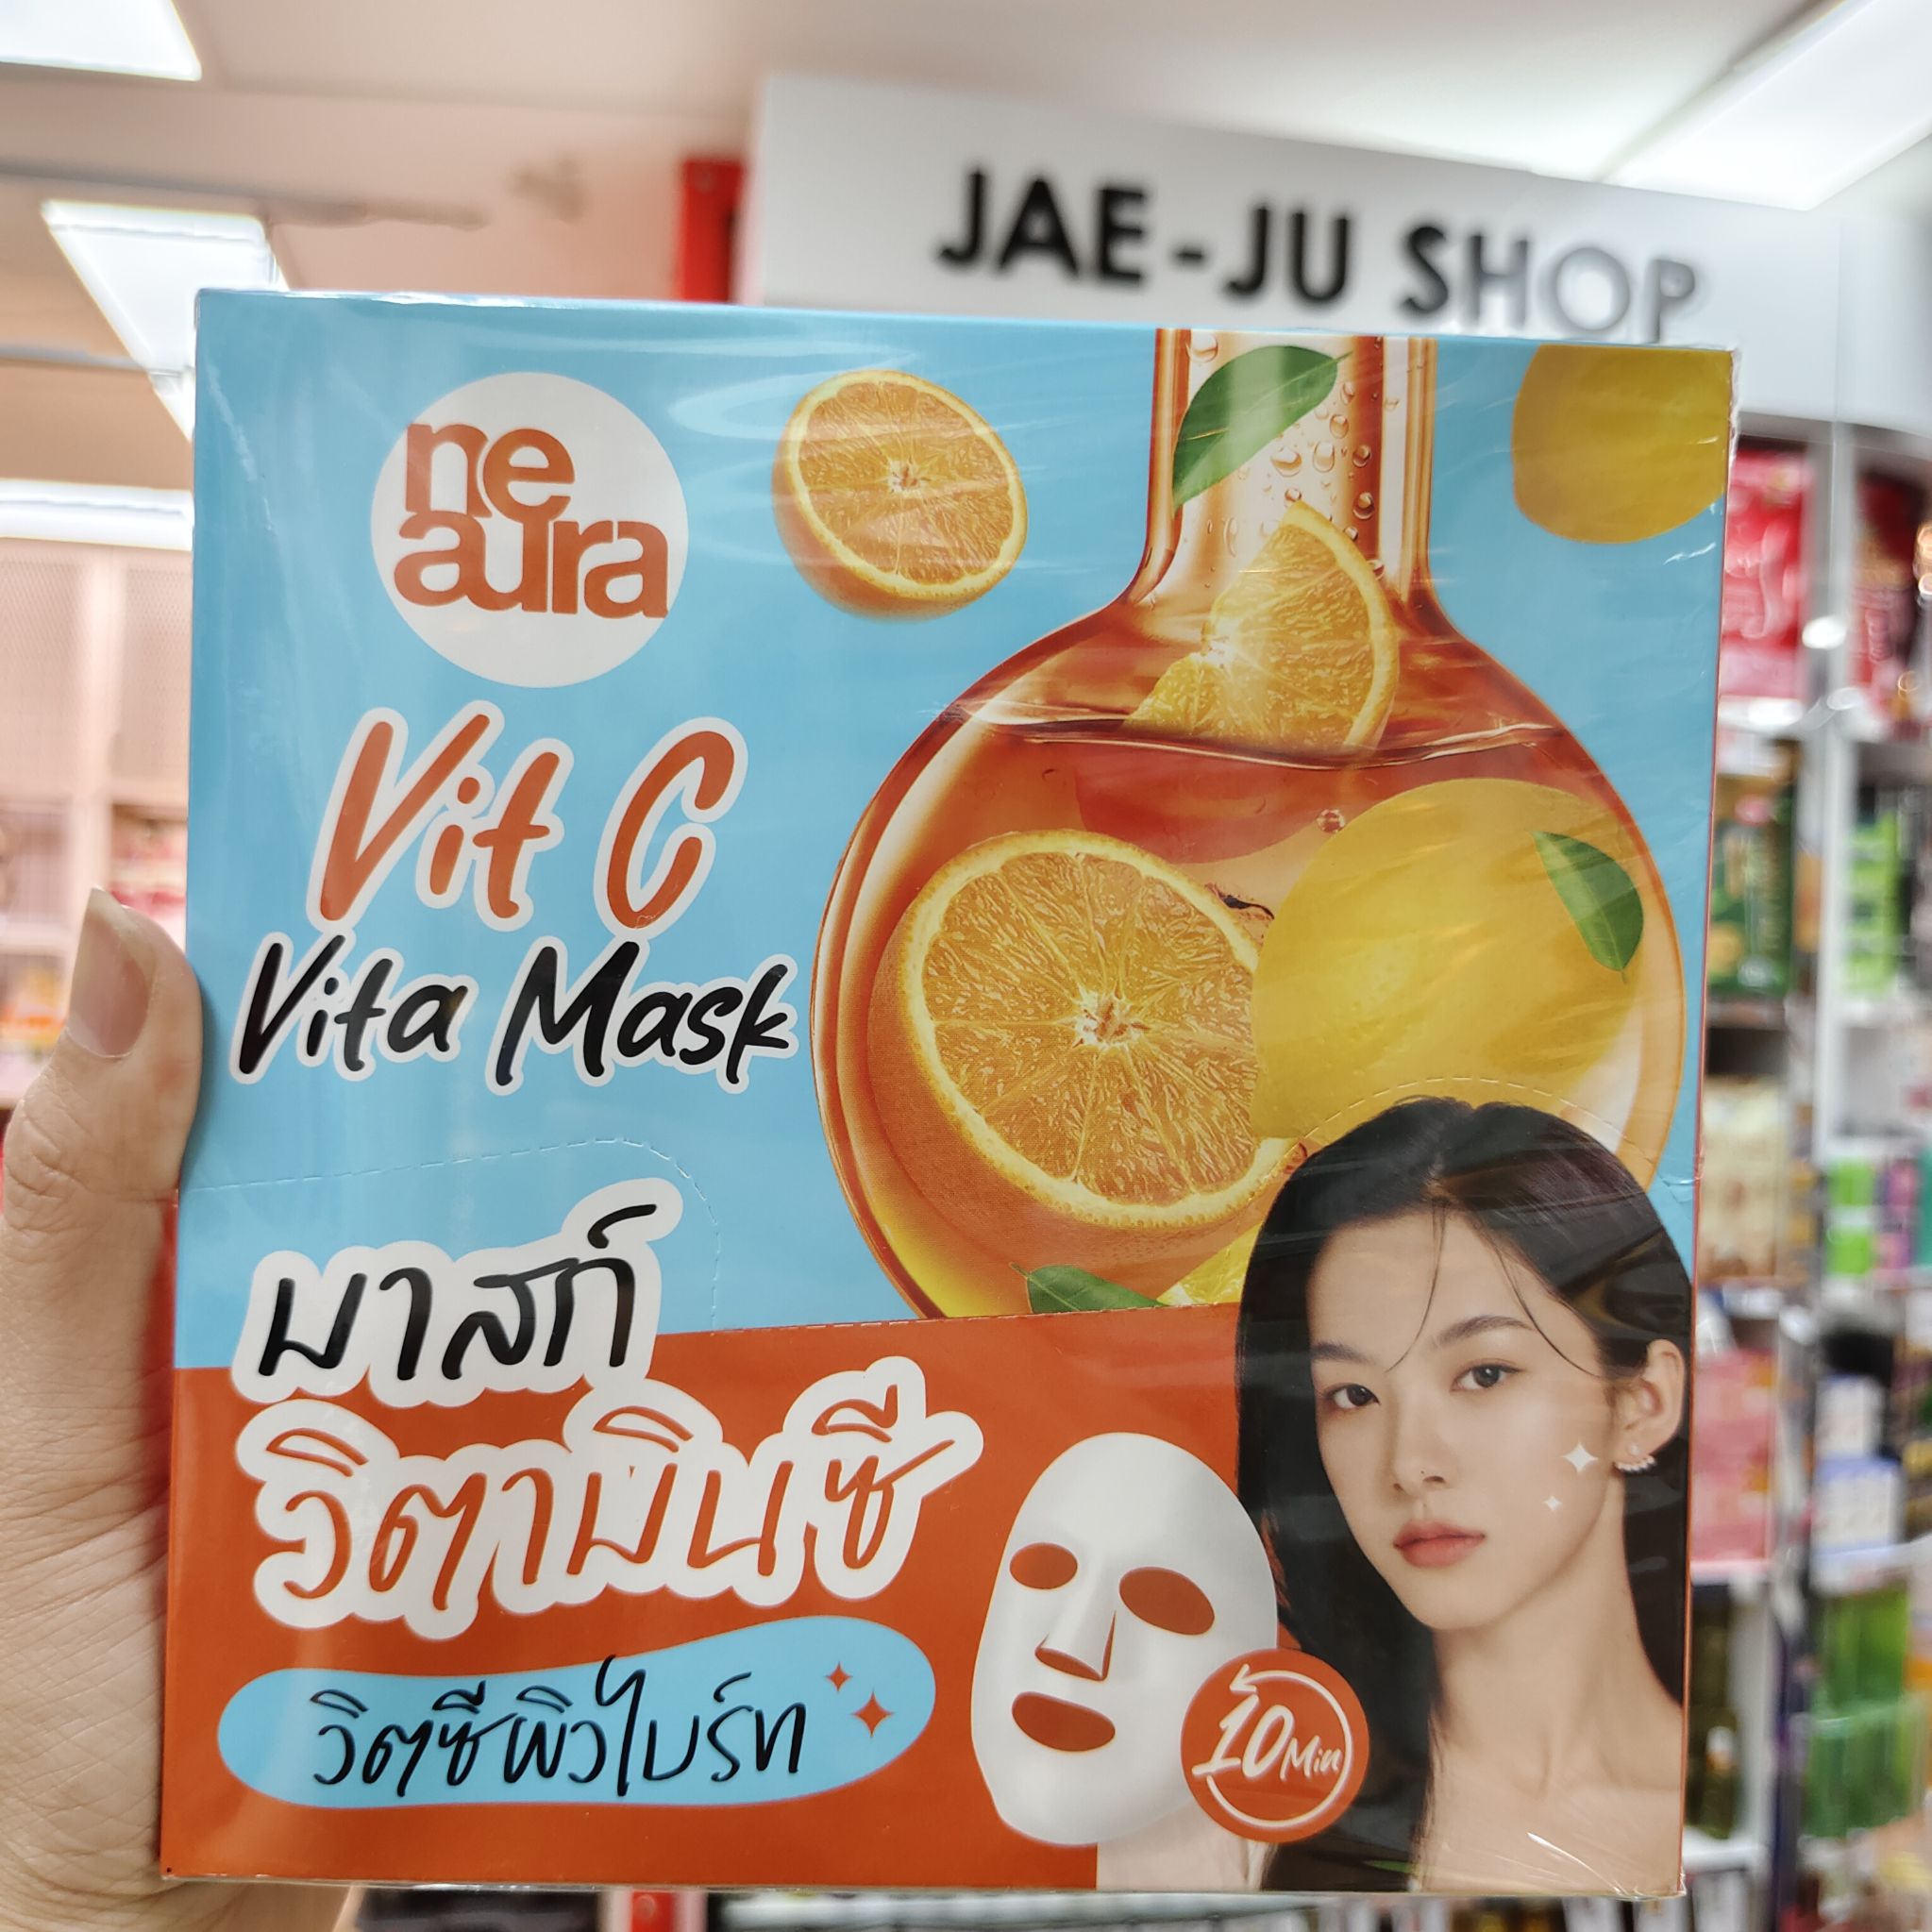 JAE-JU SHOP
ne
aura
Vit C
Vita Mask
มาสก์
วิตามินซี
วิตซีผิวไบร์ท
10 Min